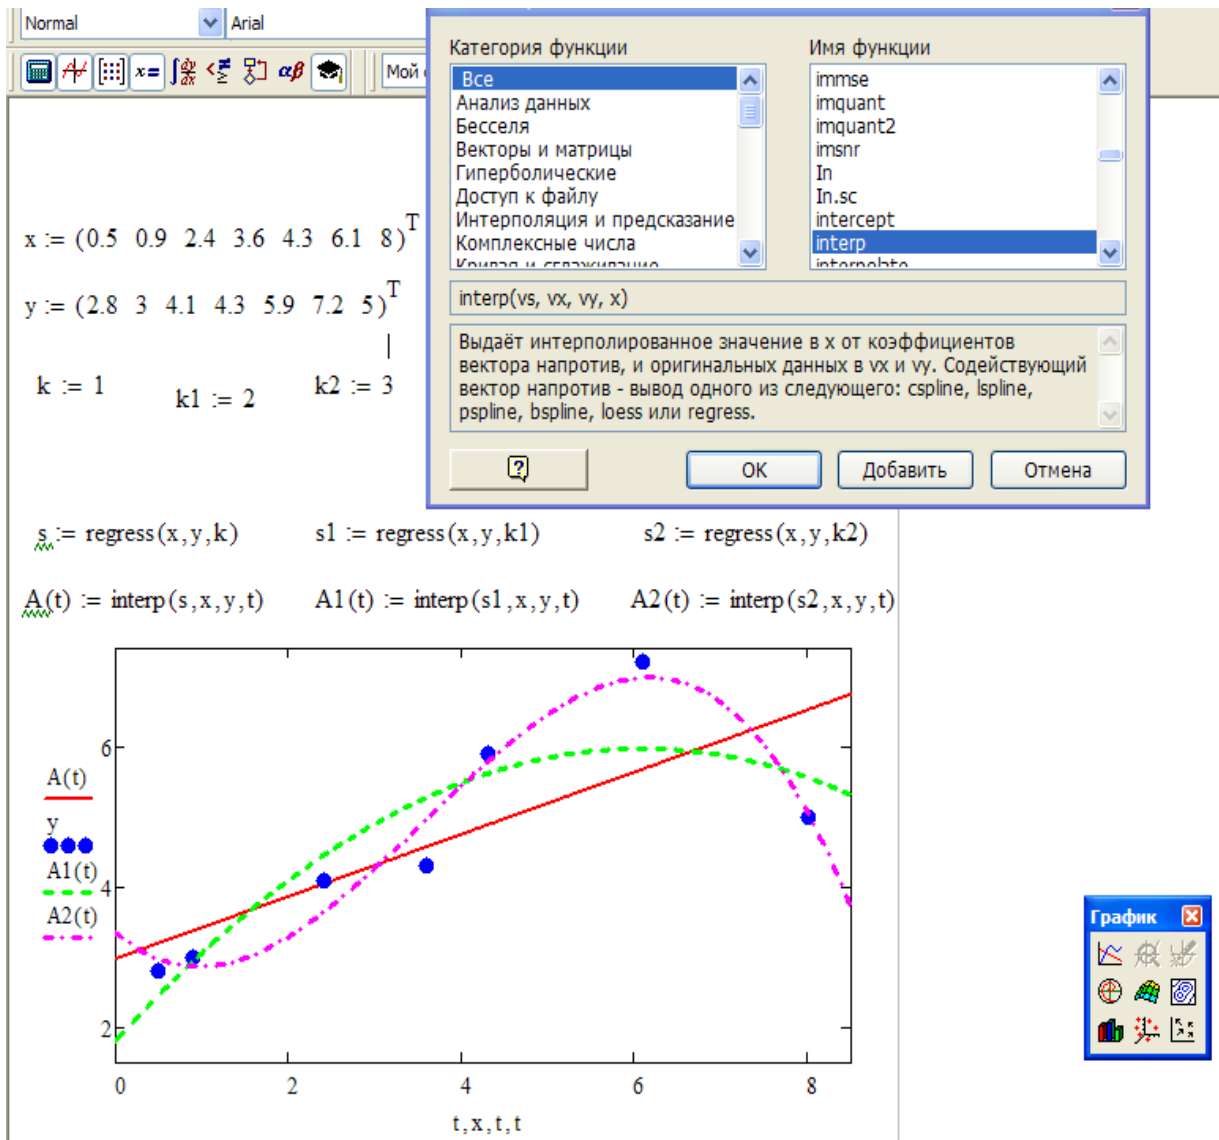 Normal
Arial
Мой
Категория функции
Имя функции
Все
Анализ данных
Бесселя
Векторы и матрицы
Гиперболические
Доступ к файлу
Интерполяция и предсказание
Комплексные числа
Кривая и сглаживание
immse
imquant
imquant2
imsnr
In
In.sc
intercept
interp
interpolate
interp(vs, vx, vy, x)
Выдаёт интерполированное значение в x от коэффициентов
вектора напротив, и оригинальных данных в vx и vy. Содействующий
вектор напротив - вывод одного из следующего: cspline, lspline,
pspline, bspline, loess или regress.
OK
Добавить
Отмена
x := (0.5 0.9 2.4 3.6 4.3 6.1 8)^T
y := (2.8 3 4.1 4.3 5.9 7.2 5)^T
k := 1
k1 := 2
k2 := 3
s := regress(x,y,k)
s1 := regress(x,y,k1)
s2 := regress(x,y,k2)
A(t) := interp(s,x,y,t)
A1(t) := interp(s1,x,y,t)
A2(t) := interp(s2,x,y,t)
6
4
2
A(t)
y
A1(t)
A2(t)
0
2
4
6
8
t,x,t,t
График